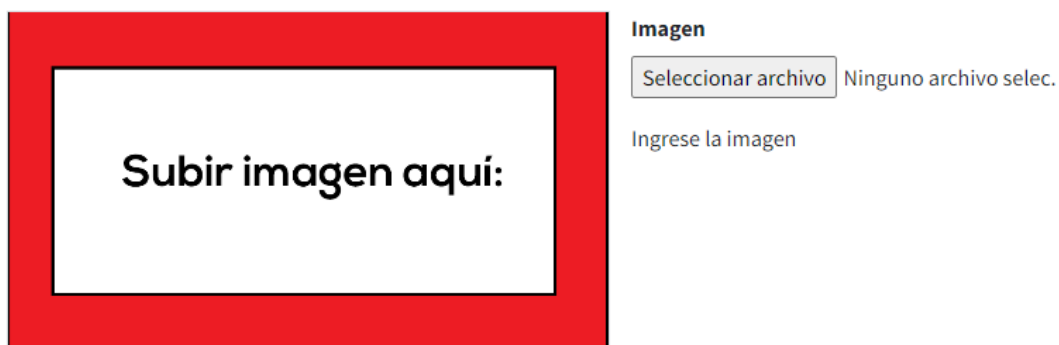 Subir imagen aquí:
Imagen
Seleccionar archivo Ninguno archivo selec.
Ingrese la imagen